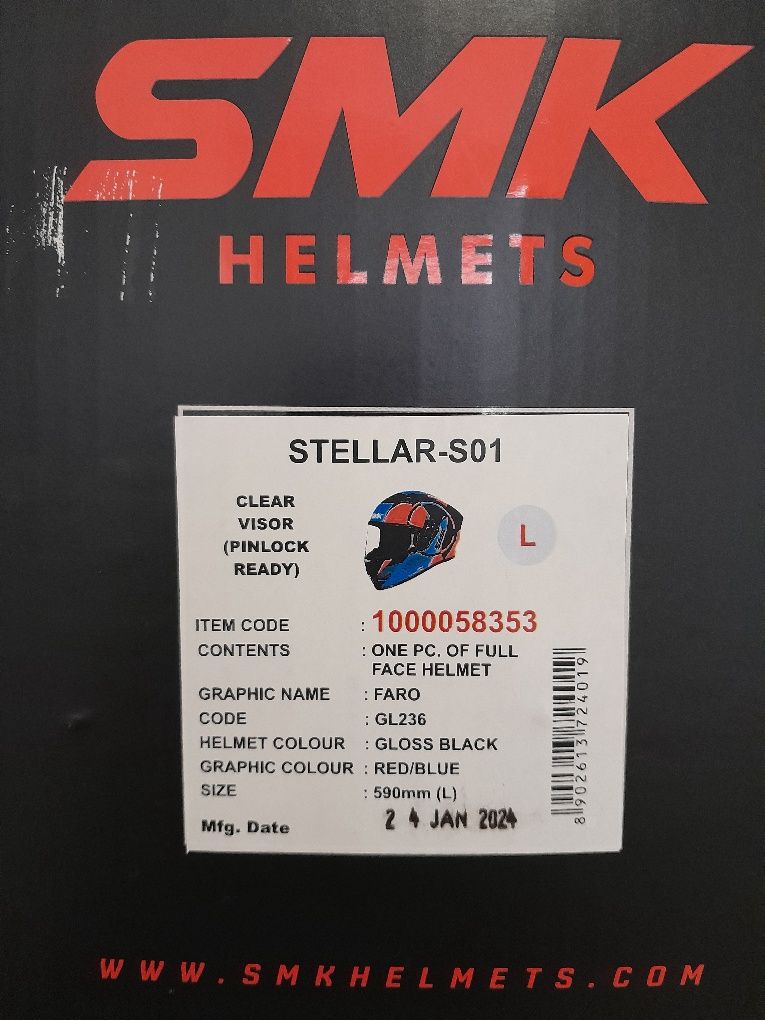 SMK
HELMETS
STELLAR-S01
CLEAR
VISOR
(PINLOCK
READY)
L
ITEM CODE : 1000058353
CONTENTS : ONE PC. OF FULL
FACE HELMET
GRAPHIC NAME : FARO
CODE : GL236
HELMET COLOUR : GLOSS BLACK
GRAPHIC COLOUR : RED/BLUE
SIZE : 590mm (L)
Mfg. Date 24 JAN 2024
8902613724019
WWW.SMKHELMETS.COM